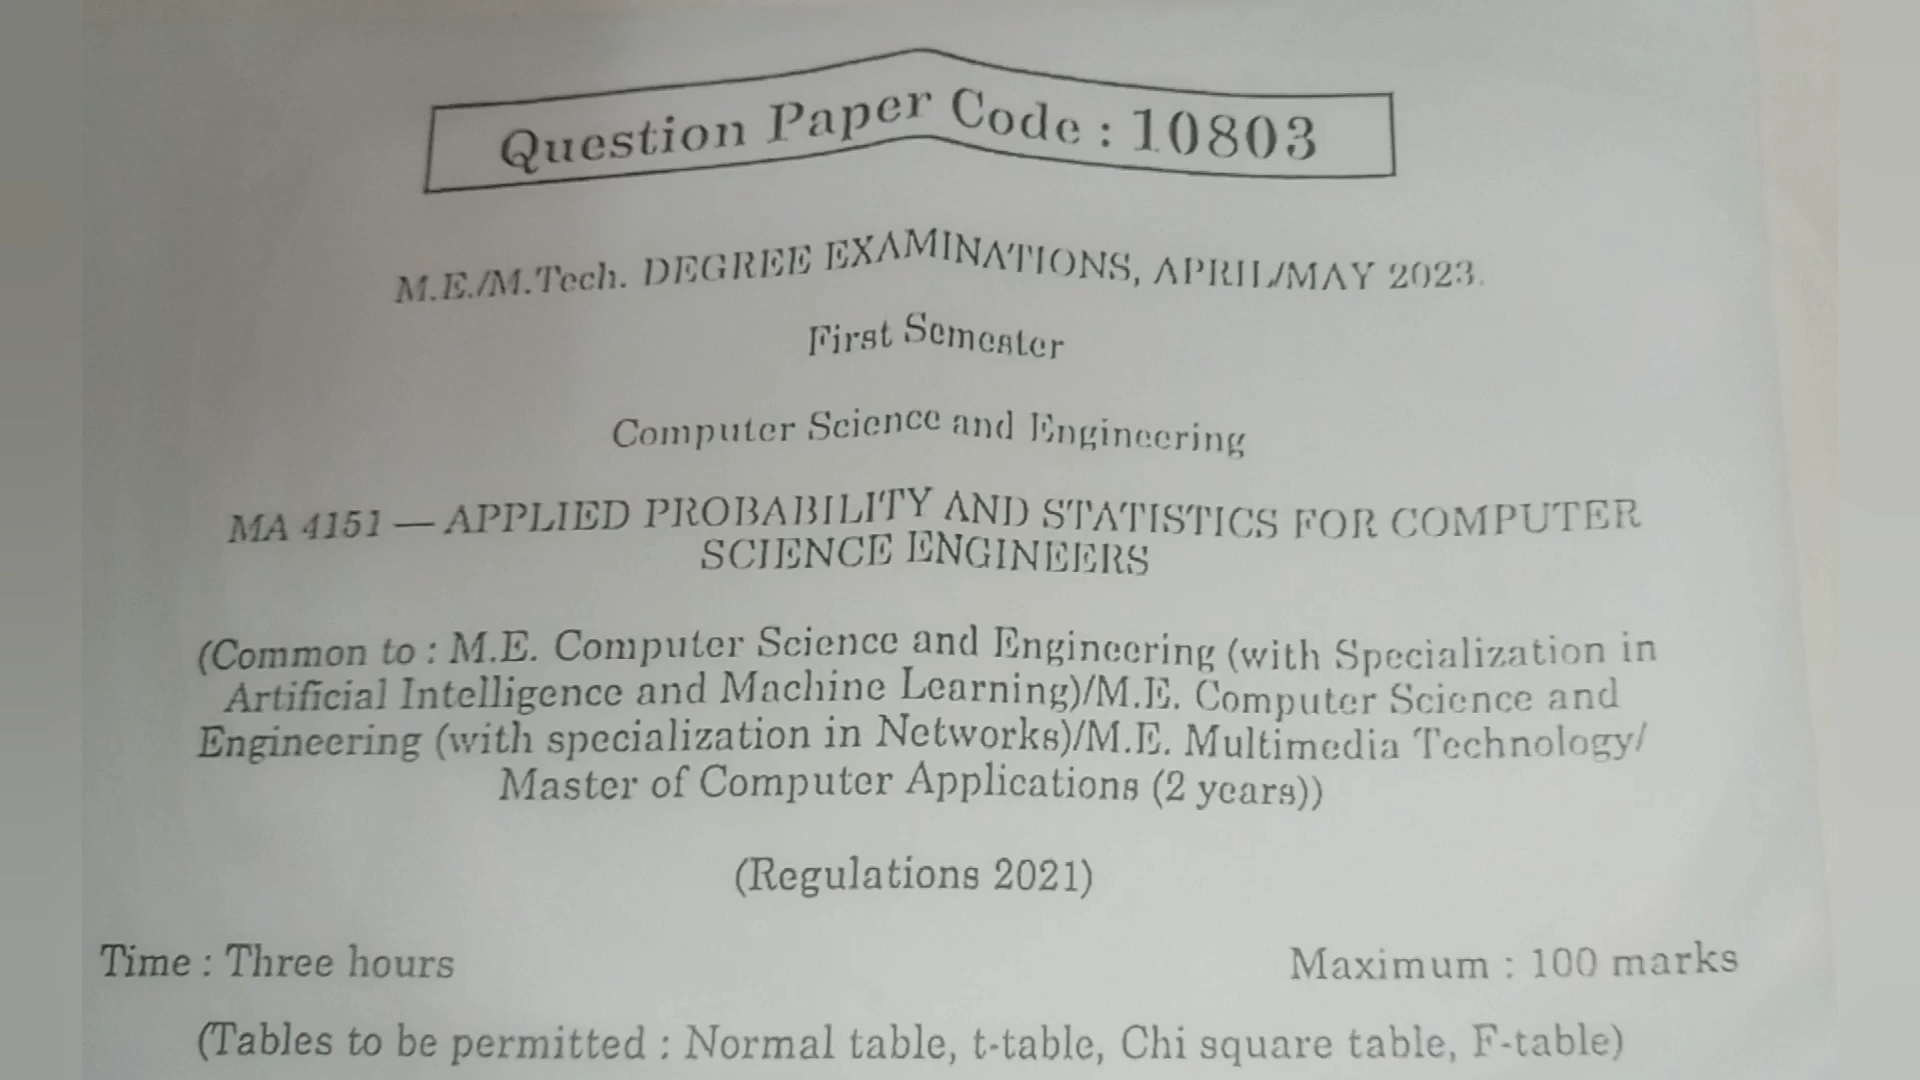 Question Paper Code : 10803
M.E./M.Tech. DEGREE EXAMINATIONS, APRIL/MAY 2023.
First Semester
Computer Science and Engineering
MA 4151 — APPLIED PROBABILITY AND STATISTICS FOR COMPUTER
SCIENCE ENGINEERS
(Common to : M.E. Computer Science and Engineering (with Specialization in
Artificial Intelligence and Machine Learning)/M.E. Computer Science and
Engineering (with specialization in Networks)/M.E. Multimedia Technology/
Master of Computer Applications (2 years))
(Regulations 2021)
Time : Three hours Maximum : 100 marks
(Tables to be permitted : Normal table, t-table, Chi square table, F-table)